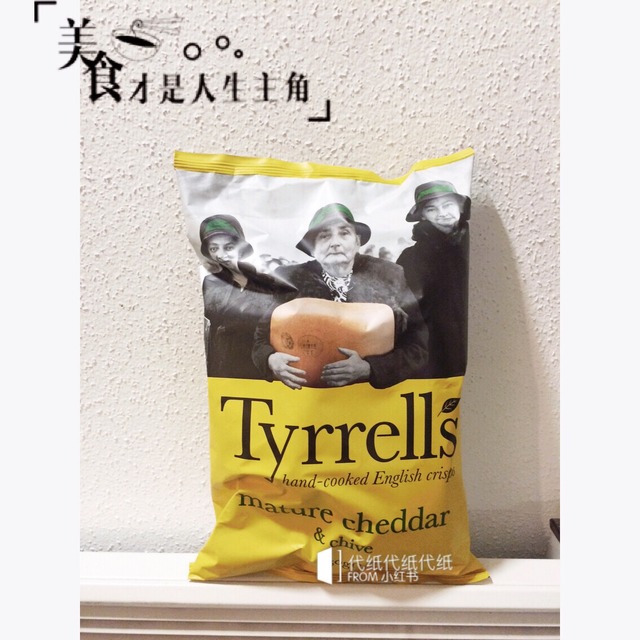 「美食才是人生主角」
Tyrrell's
hand-cooked English crisps
mature cheddar
& chive
代纸代纸代纸
FROM 小红书